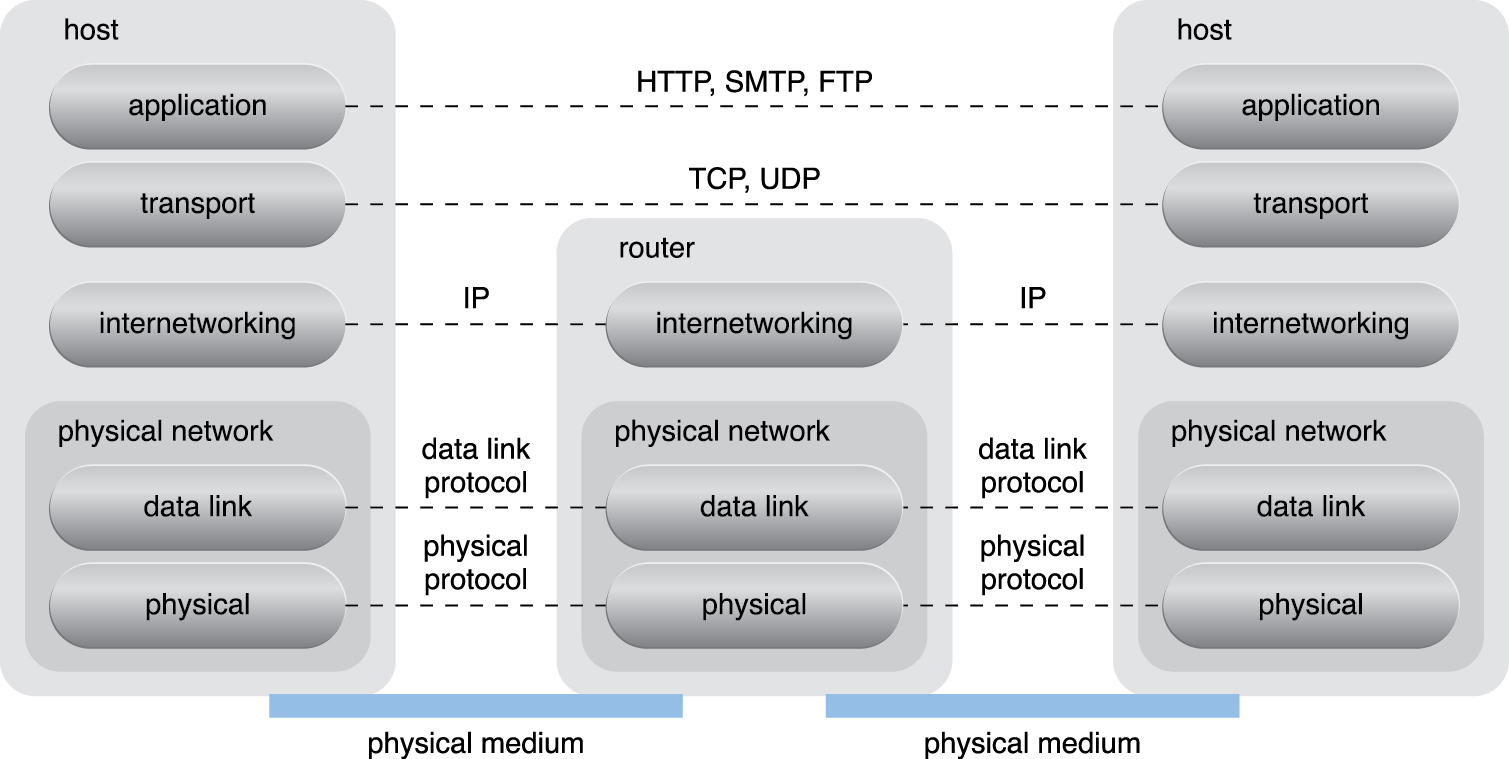 host
host
HTTP, SMTP, FTP
application
application
TCP, UDP
transport
transport
router
IP
IP
internetworking
internetworking
internetworking
physical network
physical network
physical network
data link
protocol
data link
protocol
data link
data link
data link
physical
protocol
physical
protocol
physical
physical
physical
physical medium
physical medium